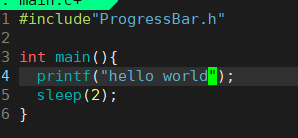 main.c+
1 #include"ProgressBar.h"
2
3 int main(){
4   printf("hello world");
5   sleep(2);
6 }